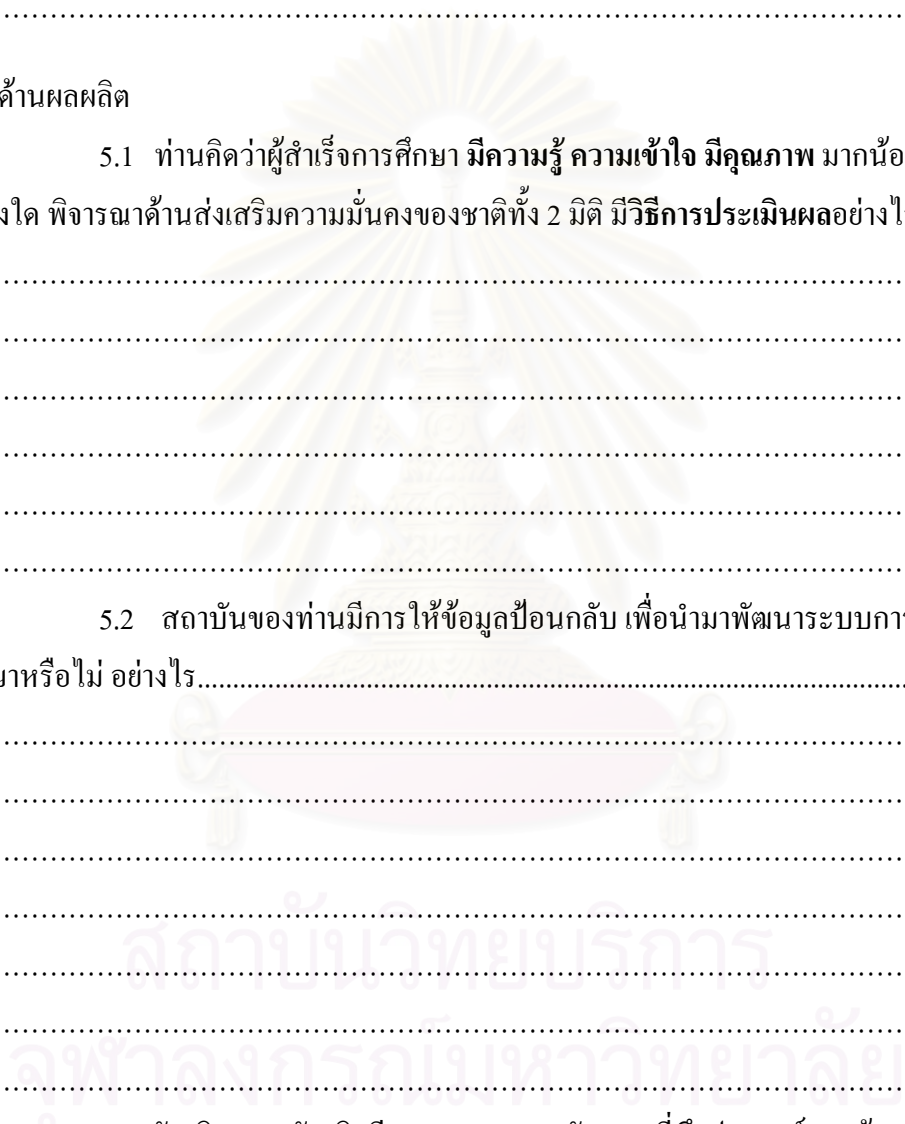 ด้านผลผลิต
5.1 ท่านคิดว่าผู้สำเร็จการศึกษา มีความรู้ ความเข้าใจ มีคุณภาพ มากน้อ
งใด พิจารณาด้านส่งเสริมความมั่นคงของชาติทั้ง 2 มิติ มีวิธีการประเมินผลอย่างไ
5.2 สถาบันของท่านมีการให้ข้อมูลป้อนกลับ เพื่อนำมาพัฒนาระบบการ
หรือไม่ อย่างไร
สถาบันวิทยบริการ
จุฬาลงกรณ์มหาวิทยาลัย